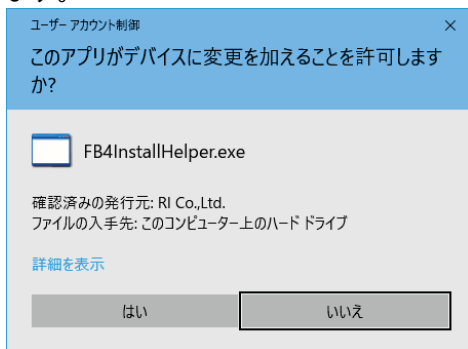 ユーザー アカウント制御
×
このアプリがデバイスに変更を加えることを許可します
か?
FB4InstallHelper.exe
確認済みの発行元: RI Co.,Ltd.
ファイルの入手先: このコンピューター上のハード ドライブ
詳細を表示
はい
いいえ